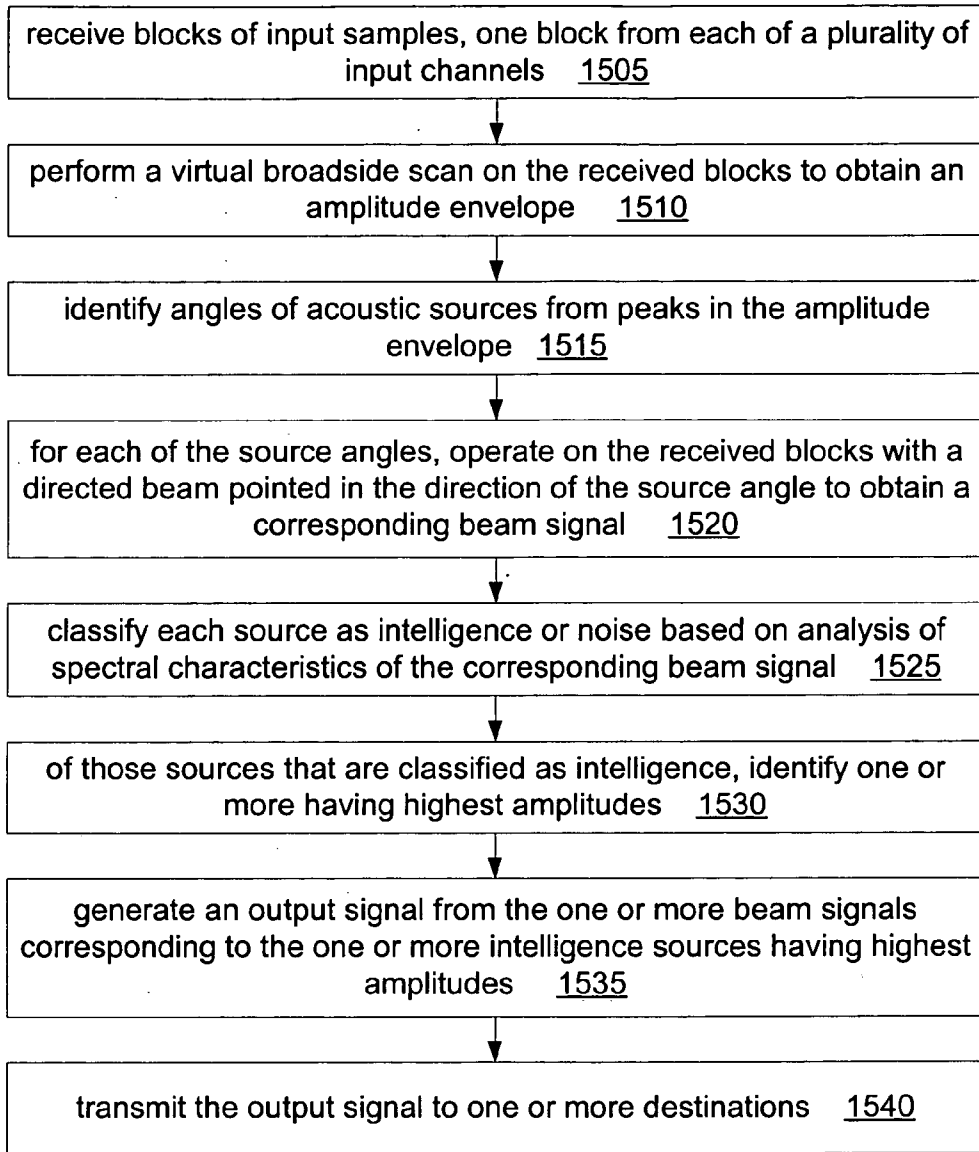 receive blocks of input samples, one block from each of a plurality of
input channels 1505
perform a virtual broadside scan on the received blocks to obtain an
amplitude envelope 1510
identify angles of acoustic sources from peaks in the amplitude
envelope 1515
for each of the source angles, operate on the received blocks with a
directed beam pointed in the direction of the source angle to obtain a
corresponding beam signal 1520
classify each source as intelligence or noise based on analysis of
spectral characteristics of the corresponding beam signal 1525
of those sources that are classified as intelligence, identify one or
more having highest amplitudes 1530
generate an output signal from the one or more beam signals
corresponding to the one or more intelligence sources having highest
amplitudes 1535
transmit the output signal to one or more destinations 1540